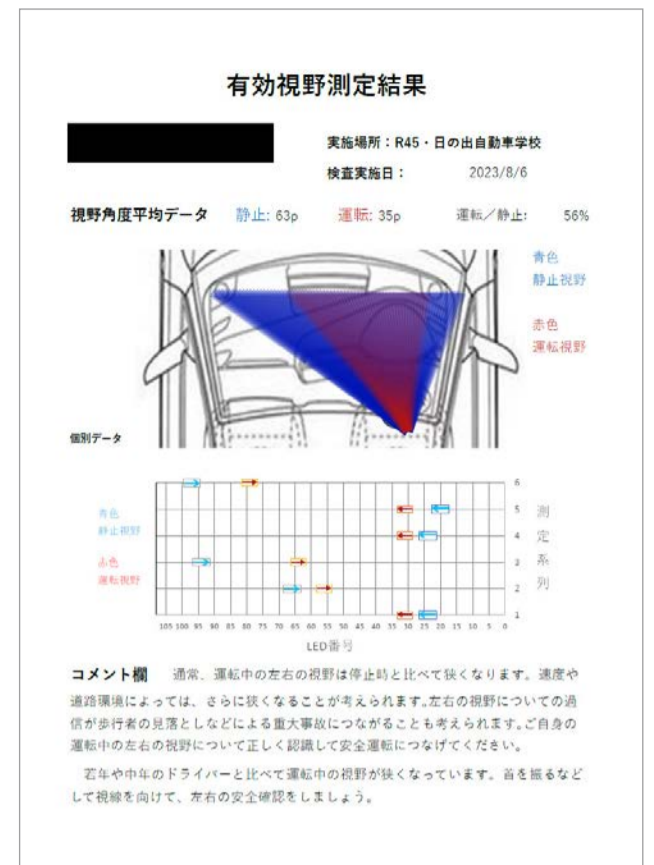 有効視野測定結果
実施場所：R45・日の出自動車学校
検査実施日： 2023/8/6
視野角度平均データ 静止: 63p 運転: 35p 運転／静止: 56%
青色
静止視野
赤色
運転視野
個別データ
青色
静止視野
赤色
運転視野
6
5
4
3
2
1
測
定
系
列
105 100 95 90 85 80 75 70 65 60 55 50 45 40 35 30 25 20 15 10 5 0
LED番号
コメント欄 通常、運転中の左右の視野は停止時と比べて狭くなります。速度や
道路環境によっては、さらに狭くなることが考えられます。左右の視野についての過
信が歩行者の見落としなどによる重大事故につながることも考えられます。ご自身の
運転中の左右の視野について正しく認識して安全運転につなげてください。
若年や中年のドライバーと比べて運転中の視野が狭くなっています。首を振るなど
して視線を向けて、左右の安全確認をしましょう。